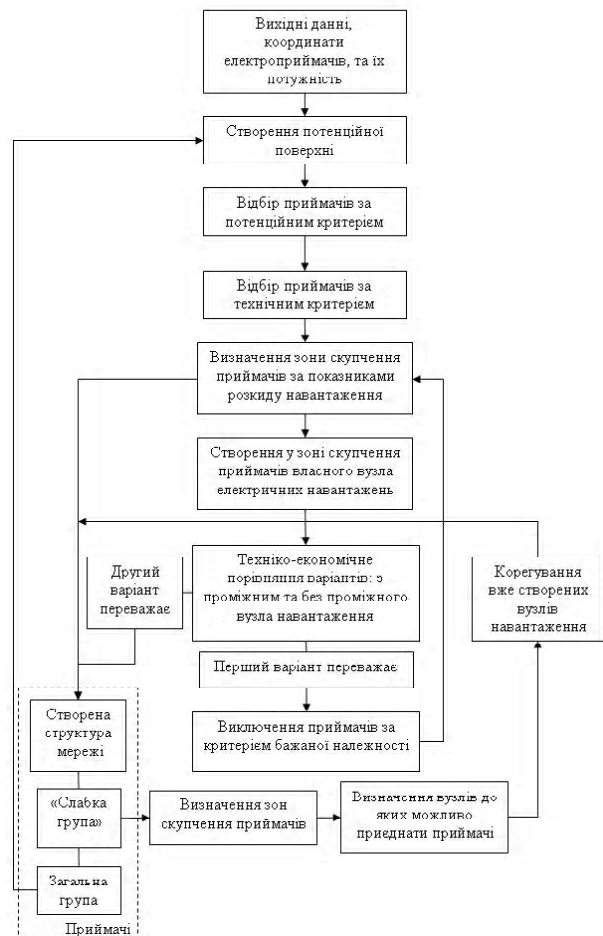 Вихідні данні,
координати
електроприймачів, та їх
потужність
Створення потенційної
поверхні
Відбір приймачів за
потенційним критерієм
Відбір приймачів за
технічним критерієм
Визначення зони скупчення
приймачів за показниками
розкиду навантаження
Створення у зоні скупчення
приймачів власного вузла
електричних навантажень
Другий
варіант
переважає
Техніко-економічне
порівняння варіантів: з
проміжним та без проміжного
вузла навантаження
Корегування
вже створених
вузлів
навантаження
Перший варіант переважає
Виключення приймачів за
критерієм бажаної належності
Створена
структура
мережі
«Слабка
група»
Визначення зон
скупчення приймачів
Визначення вузлів до
яких можливо
приєднати приймачі
Загальна
група
Приймачі